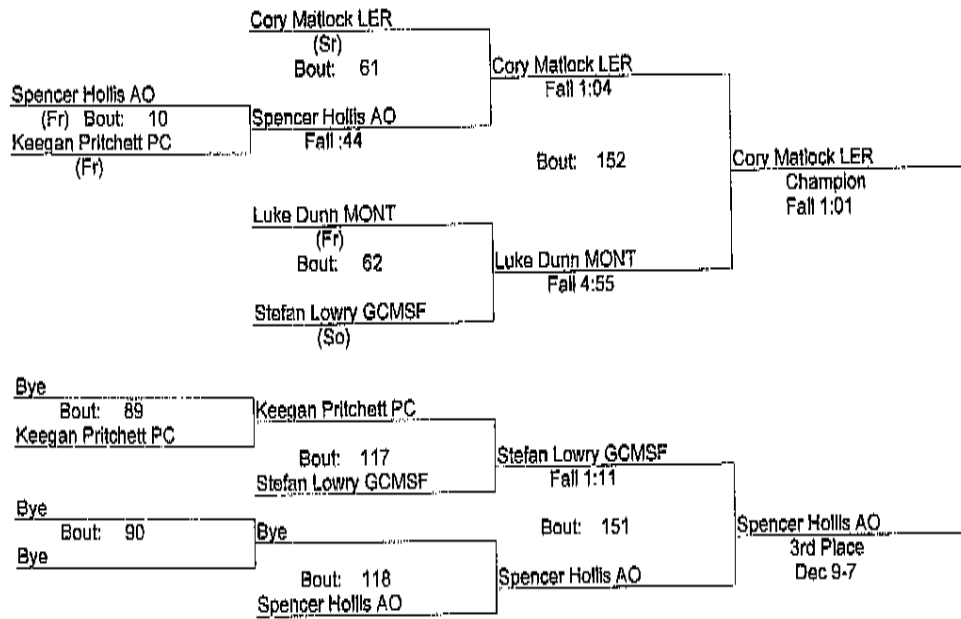 Cory Matlock LER
(Sr)
Bout: 61
Cory Matlock LER
Fall 1:04
Spencer Hollis AO
(Fr) Bout: 10
Spencer Hollis AO
Fall :44
Keegan Pritchett PC
(Fr)
Bout: 152
Cory Matlock LER
Champion
Fall 1:01
Luke Dunn MONT
(Fr)
Bout: 62
Luke Dunn MONT
Fall 4:55
Stefan Lowry GCMSF
(So)
Bye
Bout: 89
Keegan Pritchett PC
Keegan Pritchett PC
Bout: 117
Stefan Lowry GCMSF
Fall 1:11
Stefan Lowry GCMSF
Bye
Bout: 90
Bye
Bye
Bout: 151
Spencer Hollis AO
3rd Place
Dec 9-7
Bout: 118
Spencer Hollis AO
Spencer Hollis AO